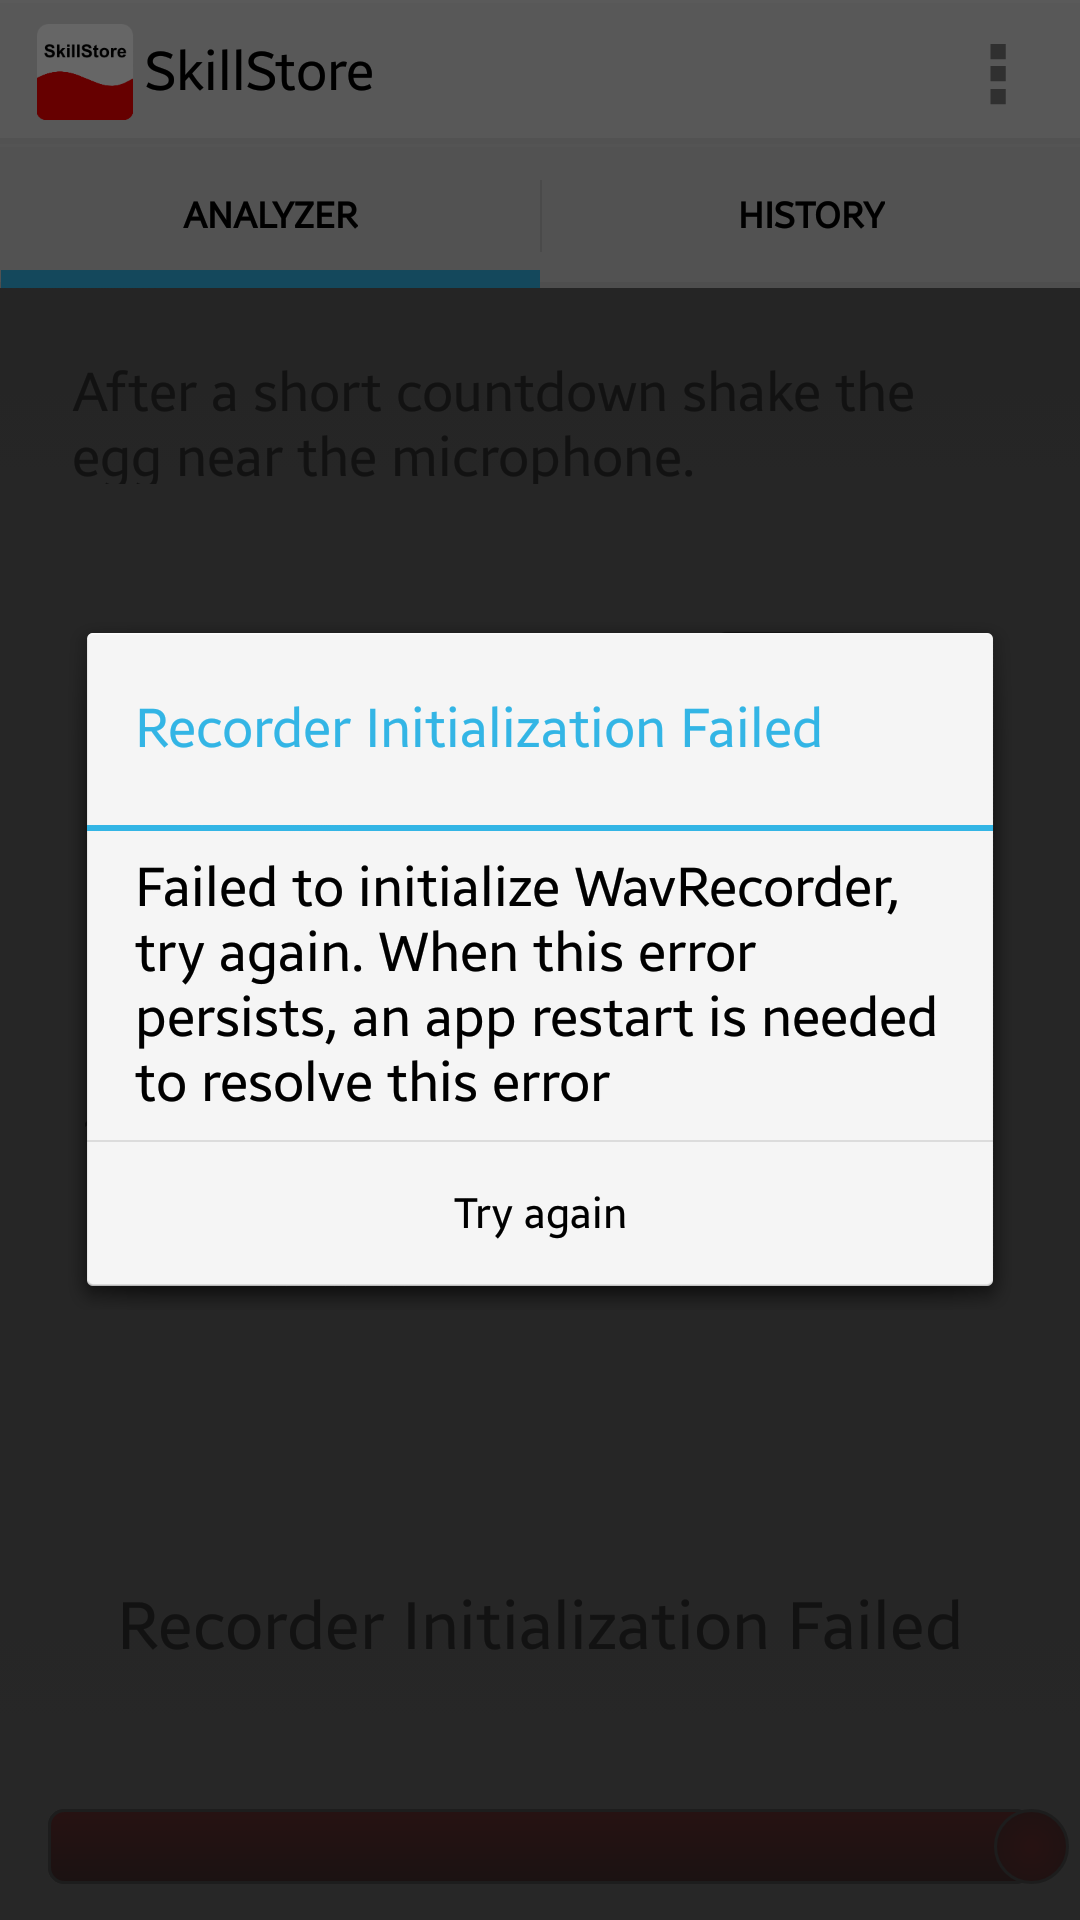 SkillStore
SkillStore
ANALYZER
HISTORY
After a short countdown shake the
egg near the microphone.
Recorder Initialization Failed
Failed to initialize WavRecorder,
try again. When this error
persists, an app restart is needed
to resolve this error
Try again
Recorder Initialization Failed